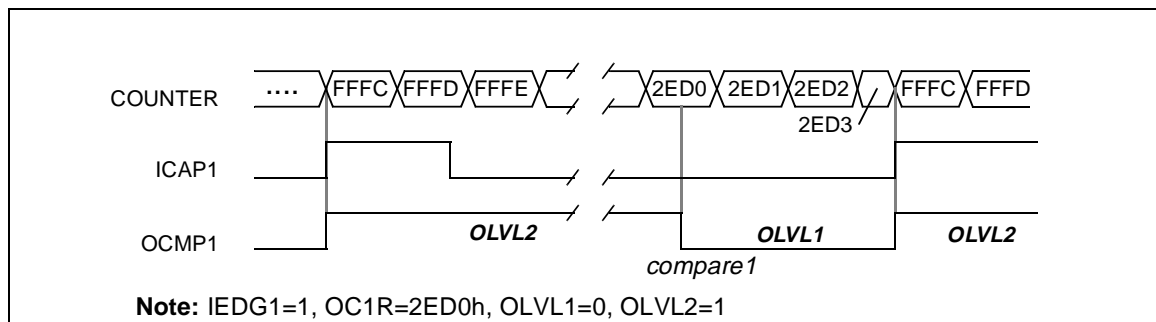 COUNTER .... FFFC FFFD FFFE 2ED0 2ED1 2ED2 FFFC FFFD
2ED3
ICAP1
OCMP1 OLVL2 OLVL1 OLVL2
compare1
Note: IEDG1=1, OC1R=2ED0h, OLVL1=0, OLVL2=1